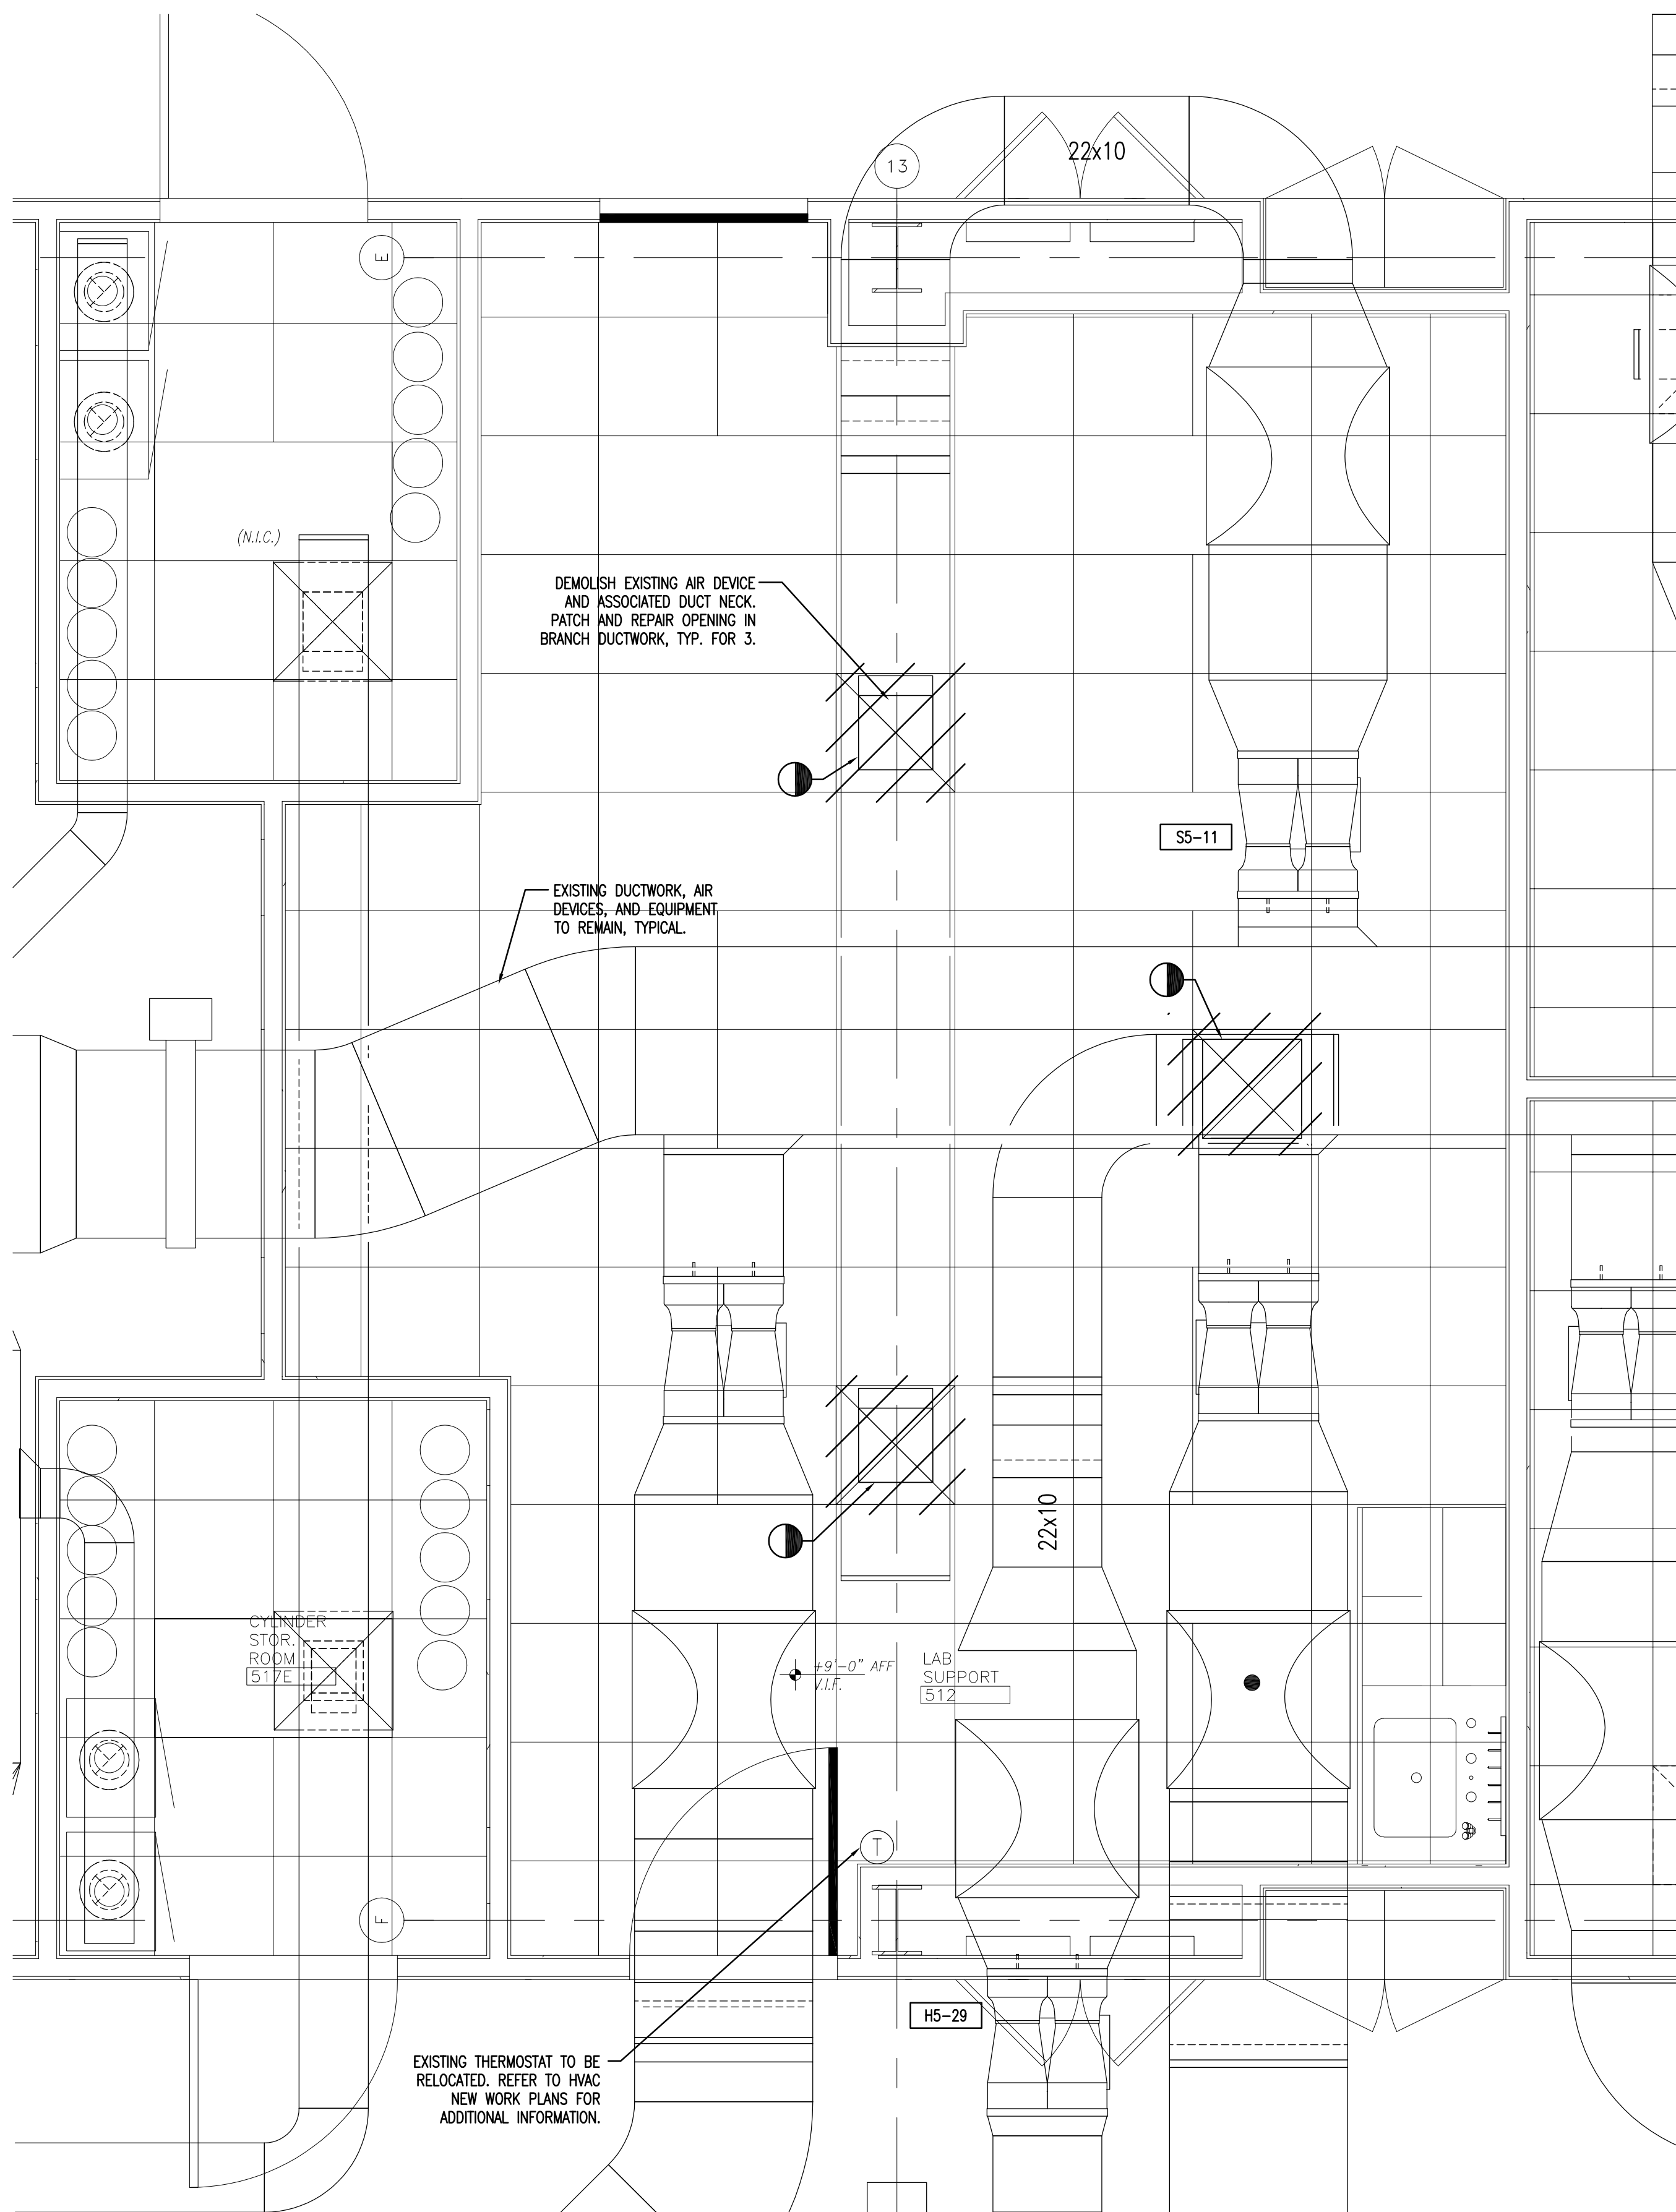 22x10
13
E
(N.I.C.)
DEMOLISH EXISTING AIR DEVICE
AND ASSOCIATED DUCT NECK.
PATCH AND REPAIR OPENING IN
BRANCH DUCTWORK, TYP. FOR 3.
S5-11
EXISTING DUCTWORK, AIR
DEVICES, AND EQUIPMENT
TO REMAIN, TYPICAL.
22x10
CYLINDER
STOR.
ROOM
517E
+9'-0" AFF
V.I.F.
LAB
SUPPORT
512
T
F
H5-29
EXISTING THERMOSTAT TO BE
RELOCATED. REFER TO HVAC
NEW WORK PLANS FOR
ADDITIONAL INFORMATION.